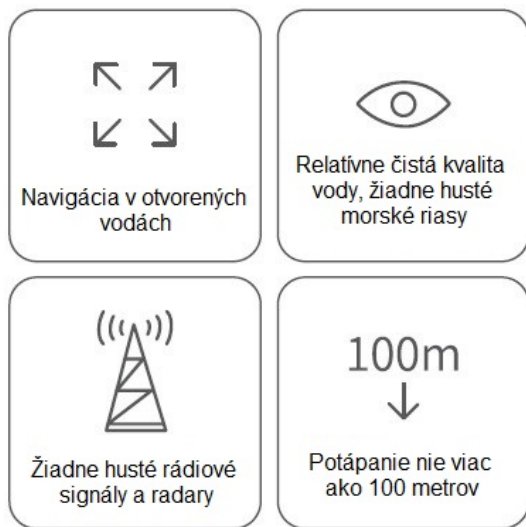 Navigácia v otvorených
vodách
Relatívne čistá kvalita
vody, žiadne husté
morské riasy
Žiadne husté rádiové
signály a radary
100m
Potápanie nie viac
ako 100 metrov